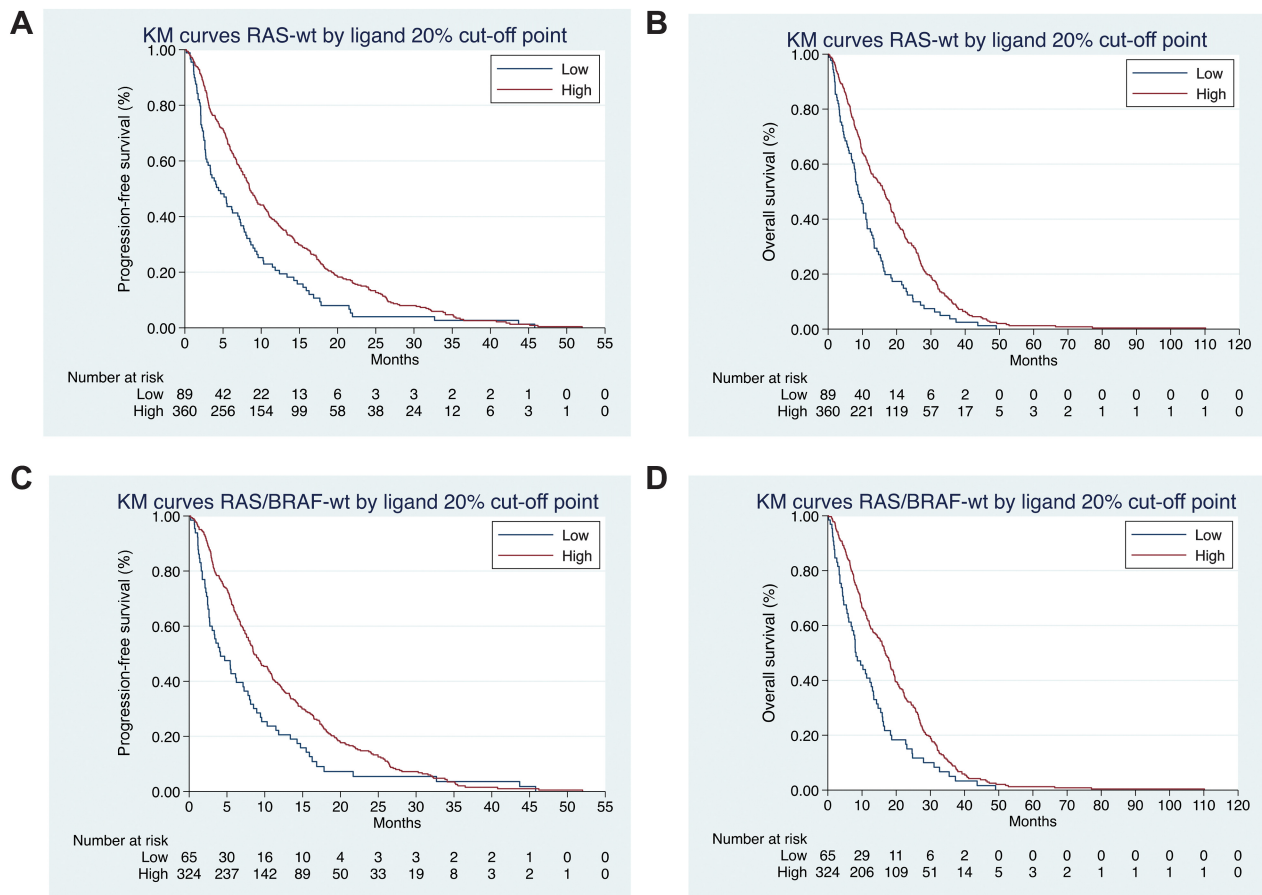 A
KM curves RAS-wt by ligand 20% cut-off point
Low
High
Progression-free survival (%)
1.00
0.80
0.60
0.40
0.20
0.00
0 5 10 15 20 25 30 35 40 45 50 55
Months
Number at risk
Low 89 42 22 13 6 3 3 2 2 1 0 0
High 360 256 154 99 58 38 24 12 6 3 1 0
B
KM curves RAS-wt by ligand 20% cut-off point
Low
High
Overall survival (%)
1.00
0.80
0.60
0.40
0.20
0.00
0 10 20 30 40 50 60 70 80 90 100 110 120
Months
Number at risk
Low 89 40 14 6 2 0 0 0 0 0 0 0 0
High 360 221 119 57 17 5 3 2 1 1 1 1 0
C
KM curves RAS/BRAF-wt by ligand 20% cut-off point
Low
High
Progression-free survival (%)
1.00
0.80
0.60
0.40
0.20
0.00
0 5 10 15 20 25 30 35 40 45 50 55
Months
Number at risk
Low 65 30 16 10 4 3 3 2 2 1 0 0
High 324 237 142 89 50 33 19 8 3 2 1 0
D
KM curves RAS/BRAF-wt by ligand 20% cut-off point
Low
High
Overall survival (%)
1.00
0.80
0.60
0.40
0.20
0.00
0 10 20 30 40 50 60 70 80 90 100 110 120
Months
Number at risk
Low 65 29 11 6 2 0 0 0 0 0 0 0 0
High 324 206 109 51 14 5 3 2 1 1 1 1 0